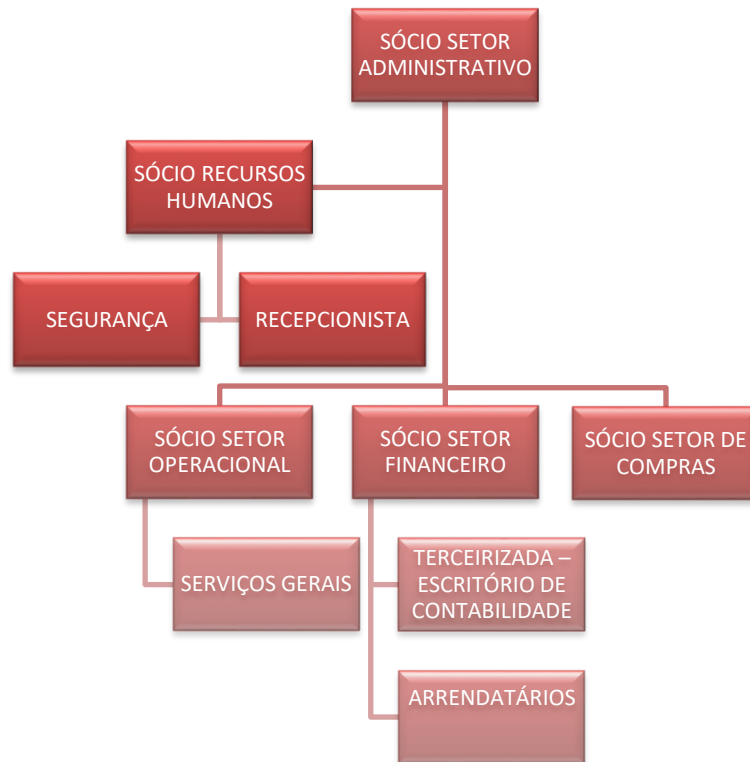 SÓCIO SETOR
ADMINISTRATIVO
SÓCIO RECURSOS
HUMANOS
SEGURANÇA
RECEPCIONISTA
SÓCIO SETOR
OPERACIONAL
SÓCIO SETOR
FINANCEIRO
SÓCIO SETOR DE
COMPRAS
SERVIÇOS GERAIS
TERCEIRIZADA –
ESCRITÓRIO DE
CONTABILIDADE
ARRENDATÁRIOS